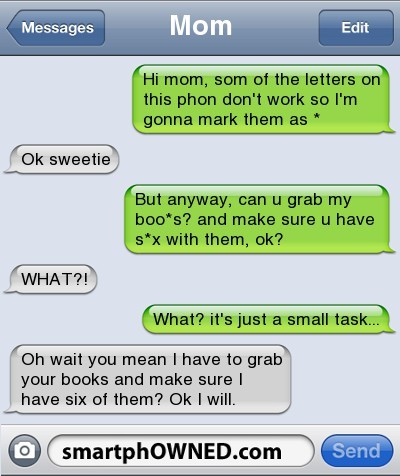 Messages
Mom
Edit
Hi mom, som of the letters on
this phon don't work so I'm
gonna mark them as *
Ok sweetie
But anyway, can u grab my
boo*s? and make sure u have
s*x with them, ok?
WHAT?!
What? it's just a small task...
Oh wait you mean I have to grab
your books and make sure I
have six of them? Ok I will.
smartphOWNED.com
Send